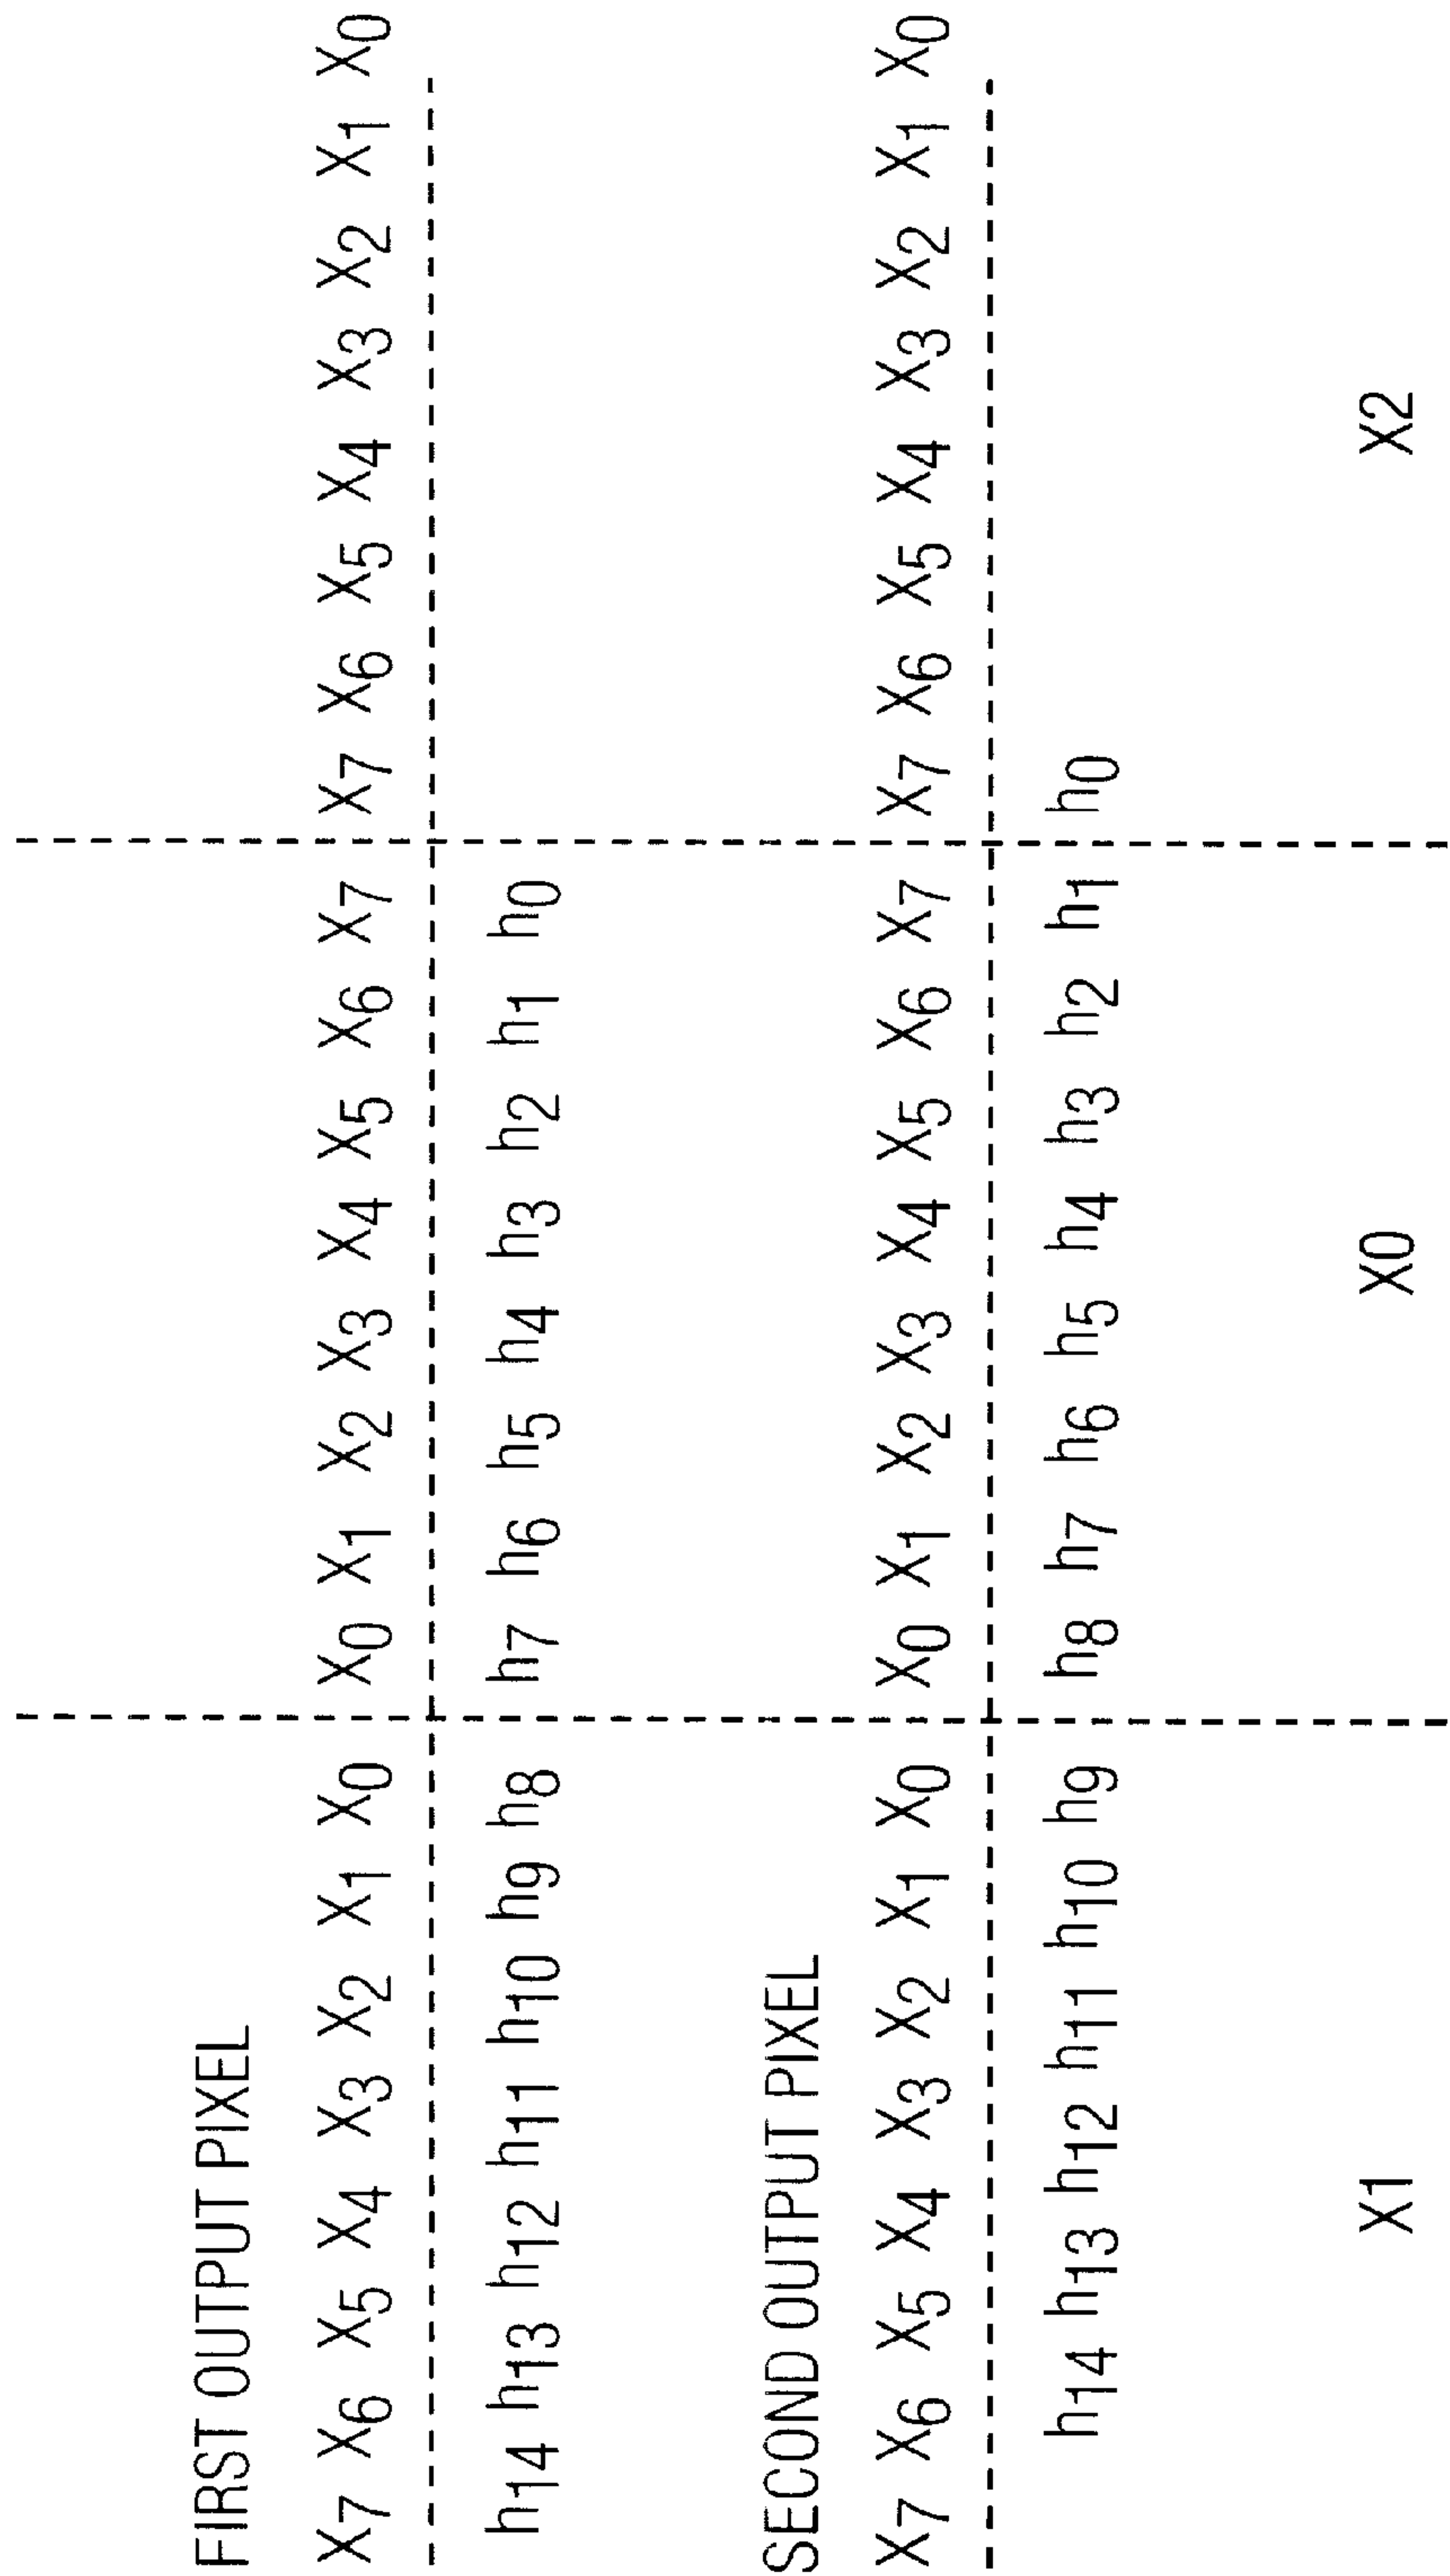 FIRST OUTPUT PIXEL
X7 X6 X5 X4 X3 X2 X1 X0 X0 X1 X2 X3 X4 X5 X6 X7 X7 X6 X5 X4 X3 X2 X1 X0
h14 h13 h12 h11 h10 h9 h8 h7 h6 h5 h4 h3 h2 h1 h0
SECOND OUTPUT PIXEL
X7 X6 X5 X4 X3 X2 X1 X0 X0 X1 X2 X3 X4 X5 X6 X7 X7 X6 X5 X4 X3 X2 X1 X0
h14 h13 h12 h11 h10 h9 h8 h7 h6 h5 h4 h3 h2 h1 h0
X1 X0 X2